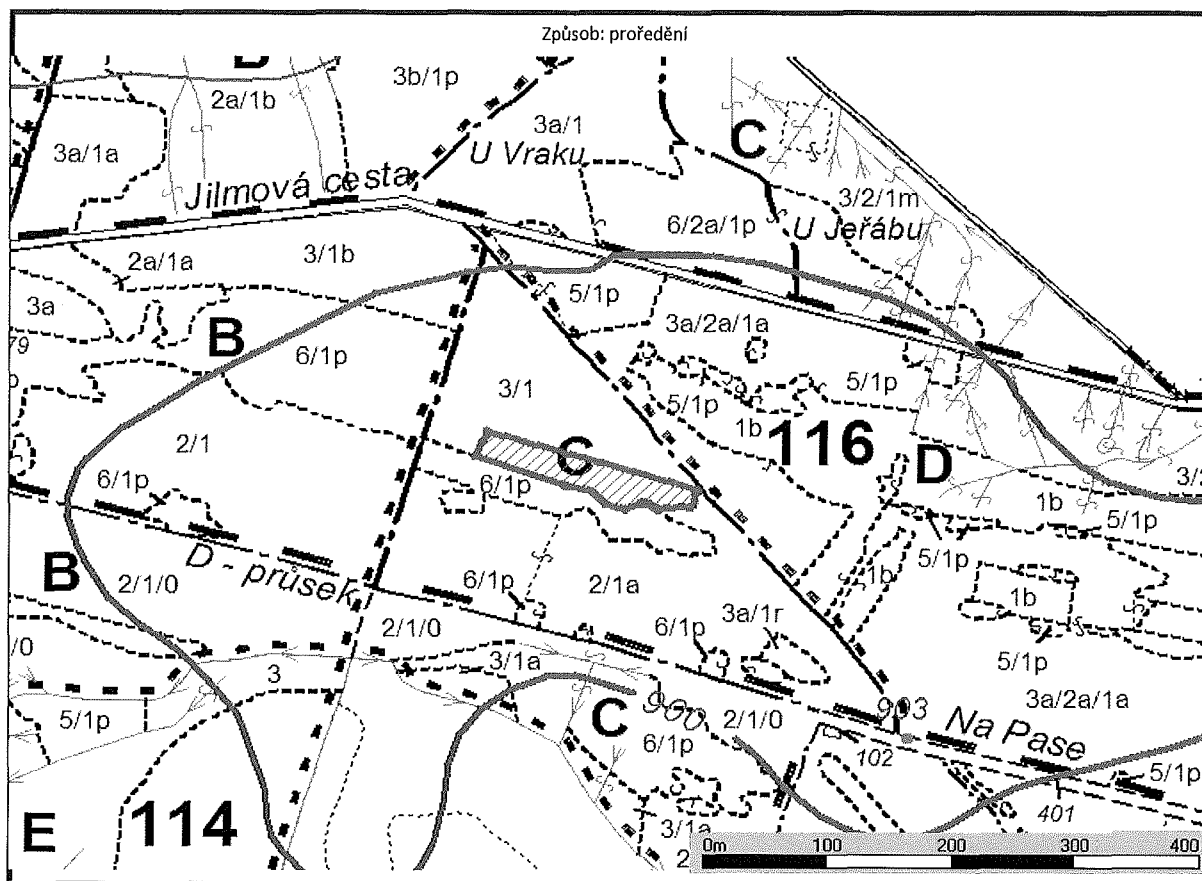 Způsob: proředění
3b/1p
2a/1b
3a/1
3a/1a
U Vraku
C
3/2/1m
Jilmová cesta
6/2a/1p
U Jeřábu
2a/1a
3/1b
5/1p
3a
3a/2a/1a
79
B
6/1p
5/1p
3/1
5/1p
1b
116
2/1
C
D
6/1p
6/1p
1b
5/1p
5/1p
D - průsek
B
2/1/0
6/1p
2/1a
1b
1b
3a/1r
6/1p
5/1p
2/1/0
/0
3
3/1a
3a/2a/1a
5/1p
C
900
2/1/0
903
Na Pase
6/1p
102
5/1p
401
E
114
3/1a
0m
100
200
300
400